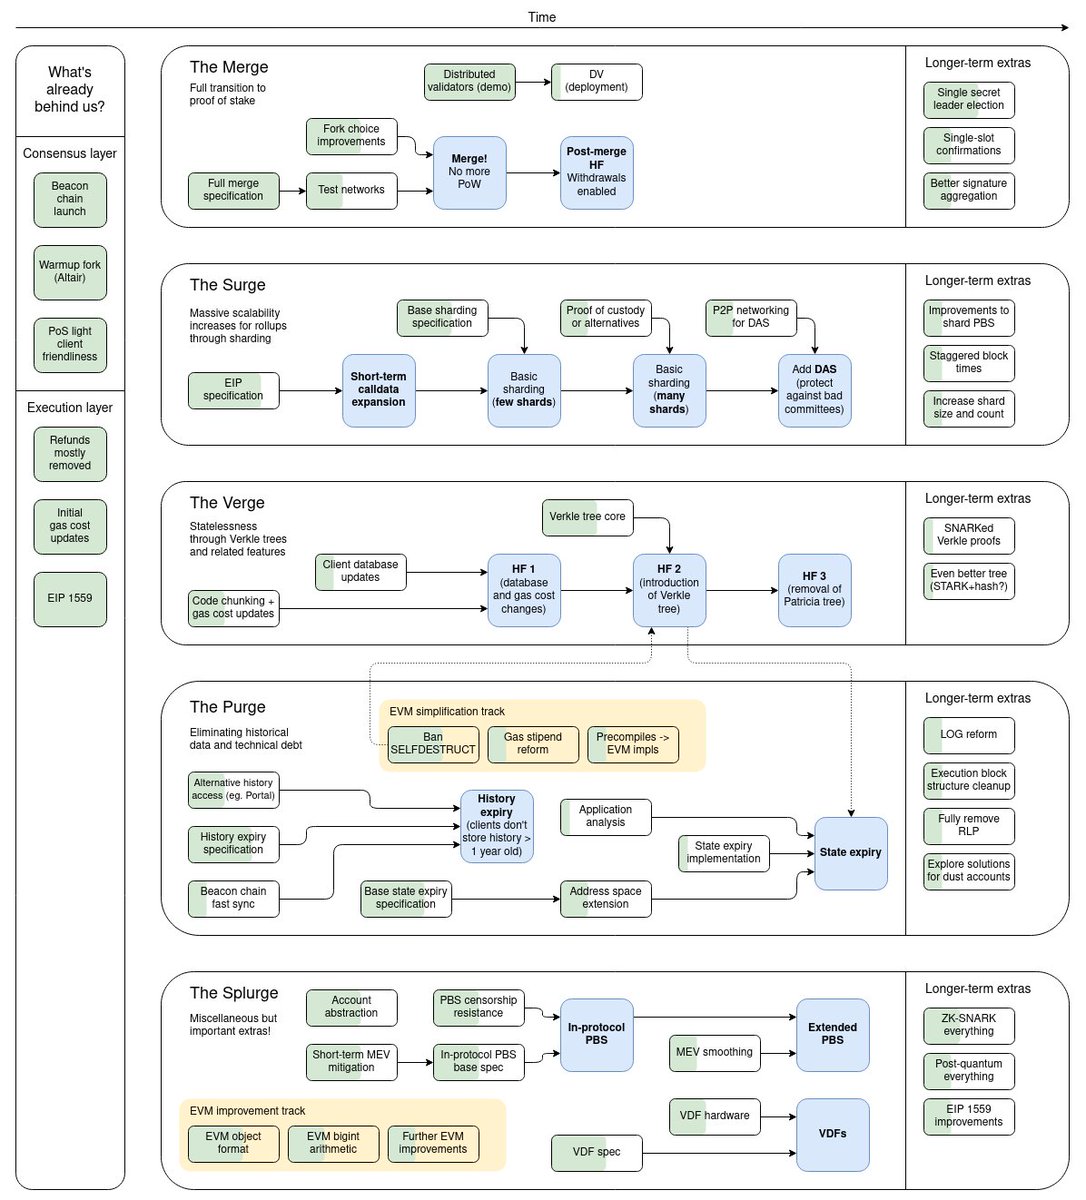 Time
What's
already
behind us?
Consensus layer
Beacon
chain
launch
Warmup fork
(Altair)
PoS light
client
friendliness
Execution layer
Refunds
mostly
removed
Initial
gas cost
updates
EIP 1559
The Merge
Full transition to
proof of stake
Distributed
validators (demo)
DV
(deployment)
Fork choice
improvements
Full merge
specification
Test networks
Merge!
No more
PoW
Post-merge
HF
Withdrawals
enabled
Longer-term extras
Single secret
leader election
Single-slot
confirmations
Better signature
aggregation
The Surge
Massive scalability
increases for rollups
through sharding
Base sharding
specification
Proof of custody
or alternatives
P2P networking
for DAS
EIP
specification
Short-term
calldata
expansion
Basic
sharding
(few shards)
Basic
sharding
(many
shards)
Add DAS
(protect
against bad
committees)
Longer-term extras
Improvements to
shard PBS
Staggered block
times
Increase shard
size and count
The Verge
Statelessness
through Verkle trees
and related features
Verkle tree core
Client database
updates
Code chunking +
gas cost updates
HF 1
(database
and gas cost
changes)
HF 2
(introduction
of Verkle
tree)
HF 3
(removal of
Patricia tree)
Longer-term extras
SNARKed
Verkle proofs
Even better tree
(STARK+hash?)
The Purge
Eliminating historical
data and technical debt
EVM simplification track
Ban
SELFDESTRUCT
Gas stipend
reform
Precompiles ->
EVM impls
Alternative history
access (eg. Portal)
History expiry
specification
Beacon chain
fast sync
History
expiry
(clients don't
store history >
1 year old)
Base state expiry
specification
Application
analysis
State expiry
implementation
Address space
extension
State expiry
Longer-term extras
LOG reform
Execution block
structure cleanup
Fully remove
RLP
Explore solutions
for dust accounts
The Splurge
Miscellaneous but
important extras!
Account
abstraction
PBS censorship
resistance
Short-term MEV
mitigation
In-protocol PBS
base spec
In-protocol
PBS
MEV smoothing
Extended
PBS
EVM improvement track
EVM object
format
EVM bigint
arithmetic
Further EVM
improvements
VDF hardware
VDF spec
VDFs
Longer-term extras
ZK-SNARK
everything
Post-quantum
everything
EIP 1559
improvements